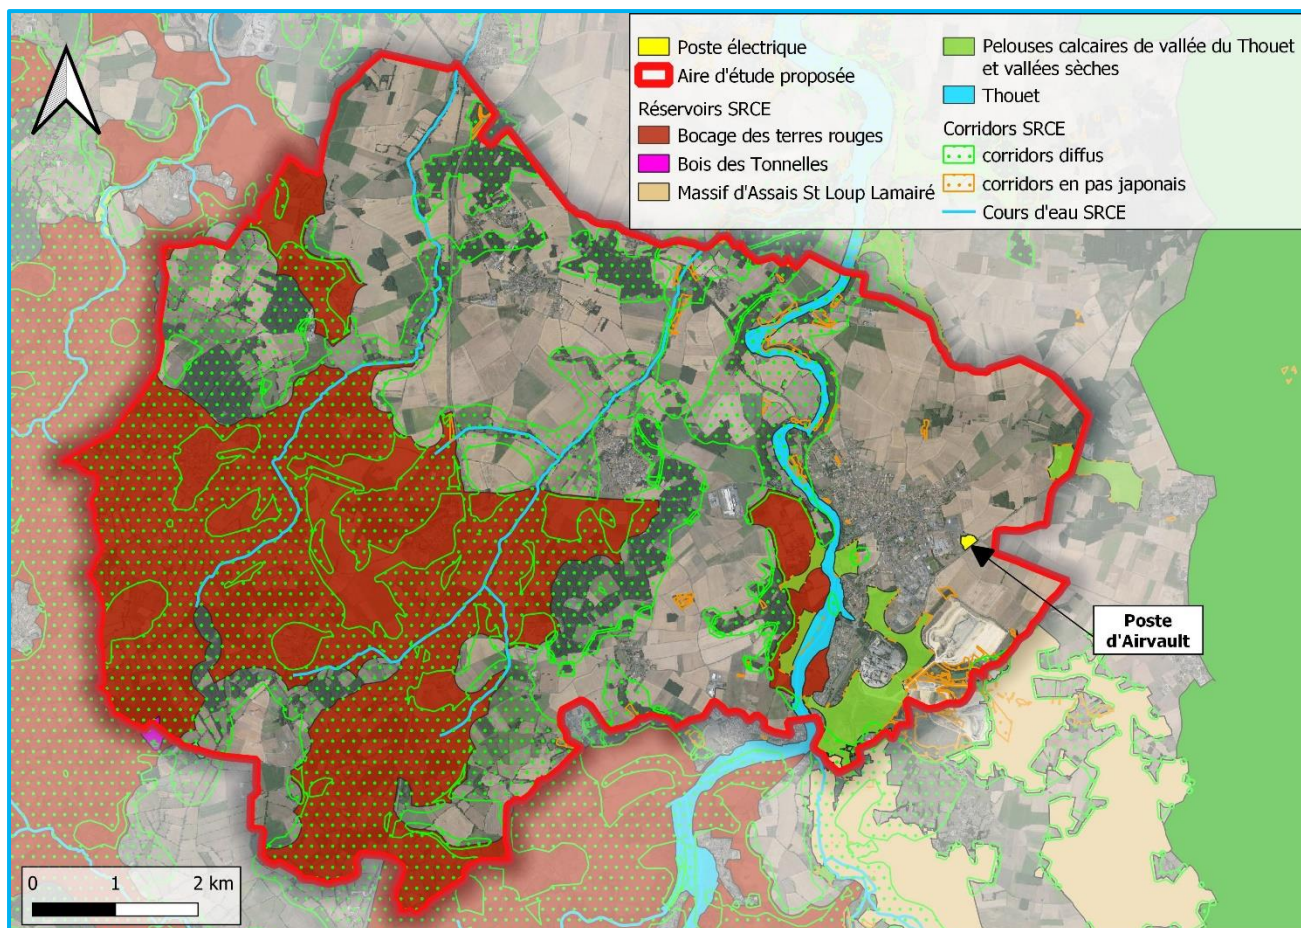 Poste électrique
Aire d'étude proposée
Réservoirs SRCE
Bocage des terres rouges
Bois des Tonnelles
Massif d'Assais St Loup Lamairé
Pelouses calcaires de vallée du Thouet
et vallées sèches
Thouet
Corridors SRCE
corridors diffus
corridors en pas japonais
Cours d'eau SRCE
Poste
d'Airvault
0 1 2 km